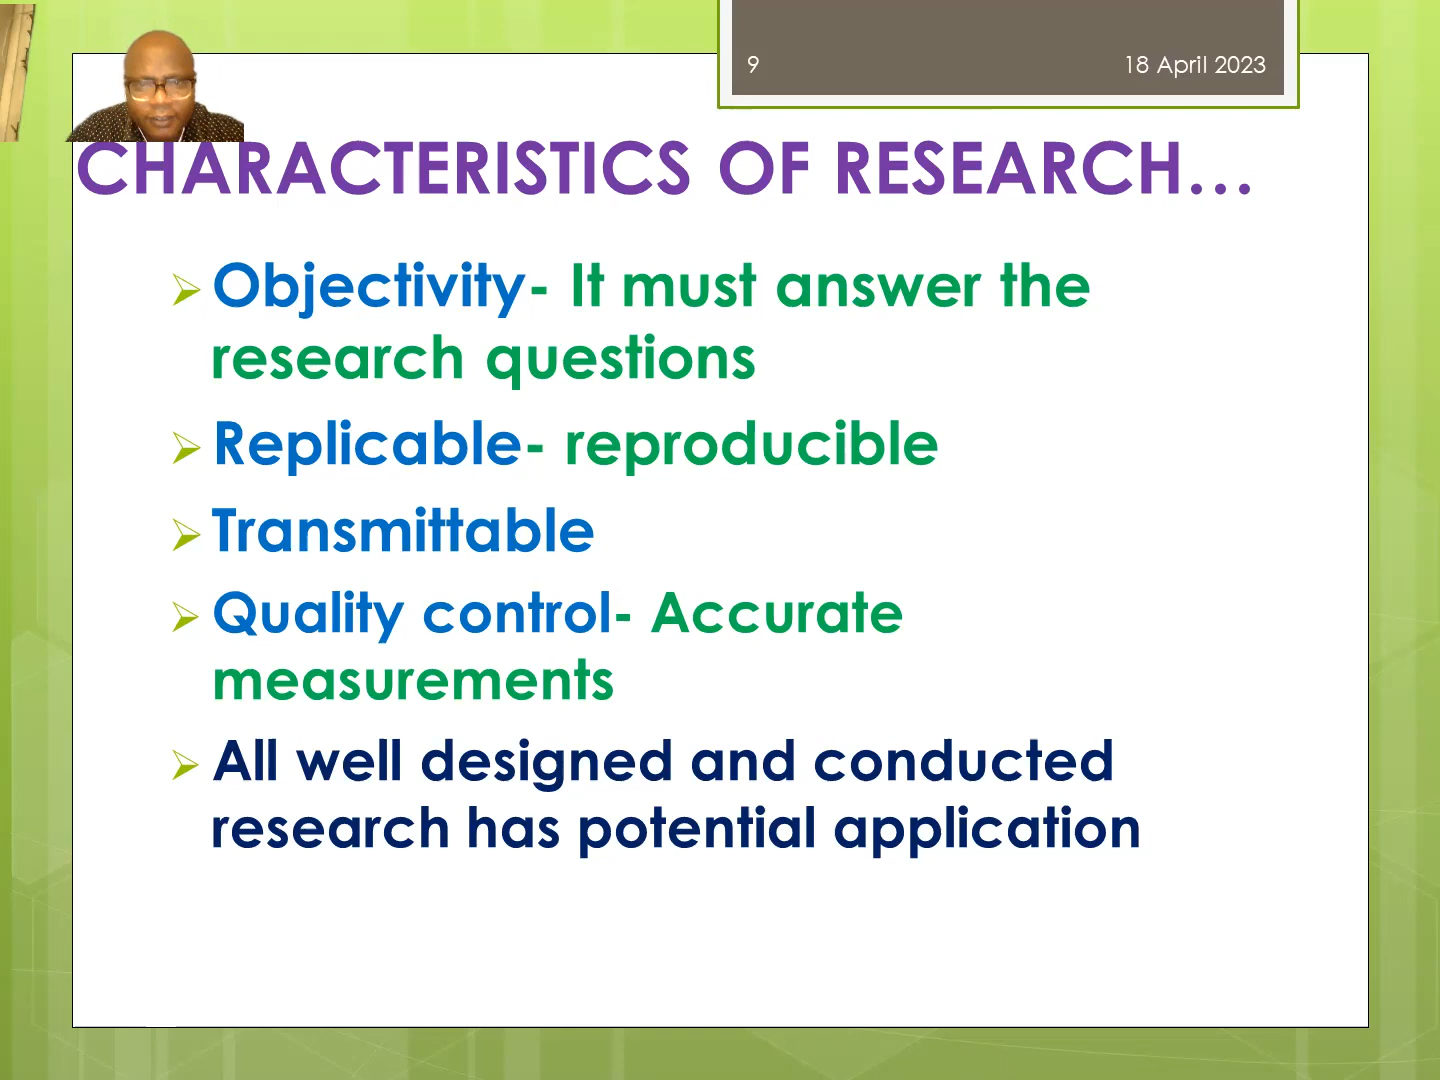 9 18 April 2023
CHARACTERISTICS OF RESEARCH…
➢ Objectivity- It must answer the
research questions
➢ Replicable- reproducible
➢ Transmittable
➢ Quality control- Accurate
measurements
➢ All well designed and conducted
research has potential application